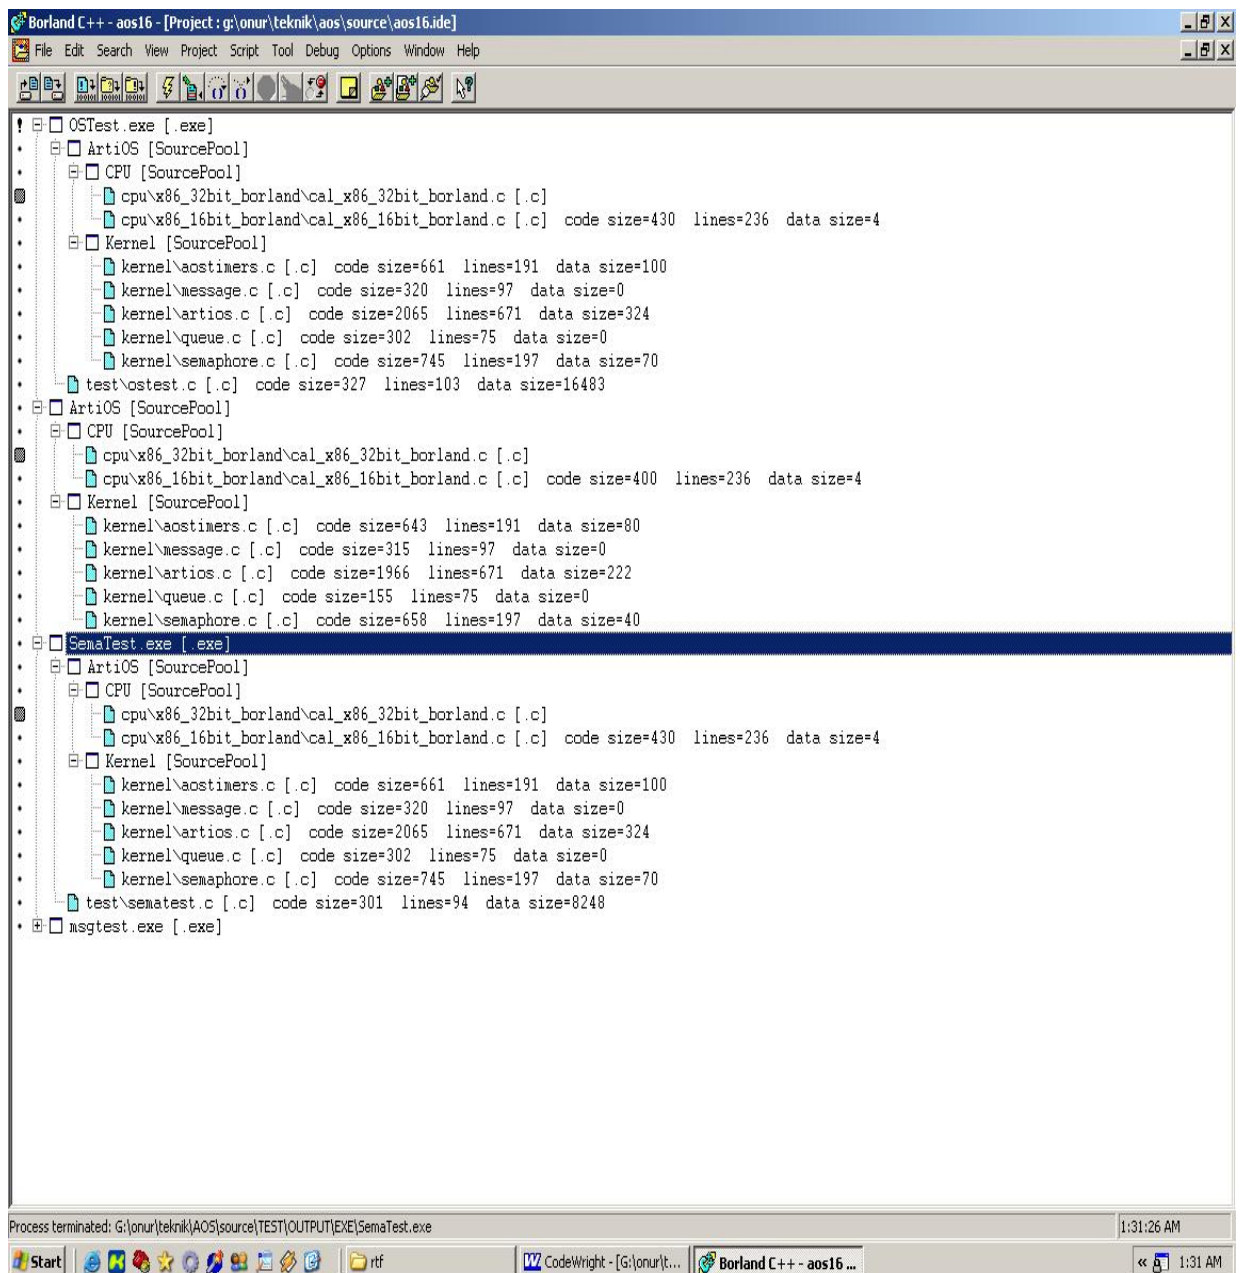 Borland C++ - aos16 - [Project : g:\onur\teknik\aos\source\aos16.ide]
File Edit Search View Project Script Tool Debug Options Window Help
OSTest.exe [.exe]
ArtiOS [SourcePool]
CPU [SourcePool]
cpu\x86_32bit_borland\cal_x86_32bit_borland.c [.c]
cpu\x86_16bit_borland\cal_x86_16bit_borland.c [.c] code size=430 lines=236 data size=4
Kernel [SourcePool]
kernel\aostimers.c [.c] code size=661 lines=191 data size=100
kernel\message.c [.c] code size=320 lines=97 data size=0
kernel\artios.c [.c] code size=2065 lines=671 data size=324
kernel\queue.c [.c] code size=302 lines=75 data size=0
kernel\semaphore.c [.c] code size=745 lines=197 data size=70
test\ostest.c [.c] code size=327 lines=103 data size=16483
ArtiOS [SourcePool]
CPU [SourcePool]
cpu\x86_32bit_borland\cal_x86_32bit_borland.c [.c]
cpu\x86_16bit_borland\cal_x86_16bit_borland.c [.c] code size=400 lines=236 data size=4
Kernel [SourcePool]
kernel\aostimers.c [.c] code size=643 lines=191 data size=80
kernel\message.c [.c] code size=315 lines=97 data size=0
kernel\artios.c [.c] code size=1966 lines=671 data size=222
kernel\queue.c [.c] code size=155 lines=75 data size=0
kernel\semaphore.c [.c] code size=658 lines=197 data size=40
SemaTest.exe [.exe]
ArtiOS [SourcePool]
CPU [SourcePool]
cpu\x86_32bit_borland\cal_x86_32bit_borland.c [.c]
cpu\x86_16bit_borland\cal_x86_16bit_borland.c [.c] code size=430 lines=236 data size=4
Kernel [SourcePool]
kernel\aostimers.c [.c] code size=661 lines=191 data size=100
kernel\message.c [.c] code size=320 lines=97 data size=0
kernel\artios.c [.c] code size=2065 lines=671 data size=324
kernel\queue.c [.c] code size=302 lines=75 data size=0
kernel\semaphore.c [.c] code size=745 lines=197 data size=70
test\sematest.c [.c] code size=301 lines=94 data size=8248
msgtest.exe [.exe]
Process terminated: G:\onur\teknik\AOS\source\TEST\OUTPUT\EXE\SemaTest.exe 1:31:26 AM
Start rtf CodeWright - [G:\onur\t... Borland C++ - aos16 ... « 1:31 AM